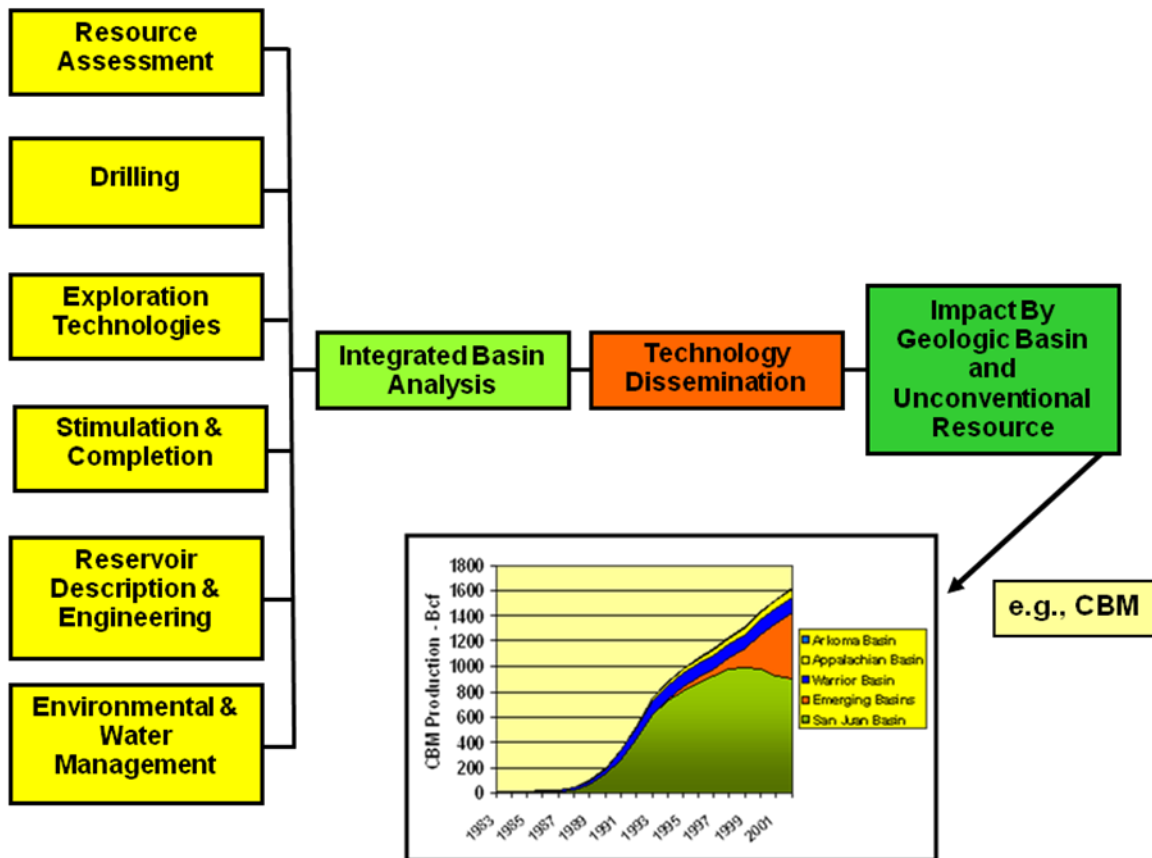 Resource
Assessment
Drilling
Exploration
Technologies
Stimulation &
Completion
Reservoir
Description &
Engineering
Environmental &
Water
Management
Integrated Basin
Analysis
Technology
Dissemination
Impact By
Geologic Basin
and
Unconventional
Resource
e.g., CBM
CBM Production - Bcf
1800
1600
1400
1200
1000
800
600
400
200
0
1983
1985
1987
1989
1991
1993
1995
1997
1999
2001
Arkoma Basin
Appalachian Basin
Warrior Basin
Emerging Basins
San Juan Basin